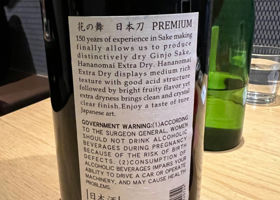 花の舞 日本刀 PREMIUM
150 years of experience in Sake making
finally allows us to produce
distinctively dry Ginjo Sake,
Hananomai Extra Dry. Hananomai
Extra Dry displays medium rich
texture with good acid structure
followed by bright fruity flavor yet
extra dryness brings clean and crystal
clear finish. Enjoy a taste of ture
Japanese art.
GOVERNMENT WARNING:(1)ACCORDING
TO THE SURGEON GENERAL, WOMEN
SHOULD NOT DRINK ALCOHOLIC
BEVERAGES DURING PREGNANCY
BECAUSE OF THE RISK OF BIRTH
DEFECTS. (2)CONSUMPTION OF
ALCOHOLIC BEVERAGES IMPAIRS YOUR
ABILITY TO DRIVE A CAR OR OPERATE
MACHINERY, AND MAY CAUSE HEALTH
PROBLEMS.
日本酒